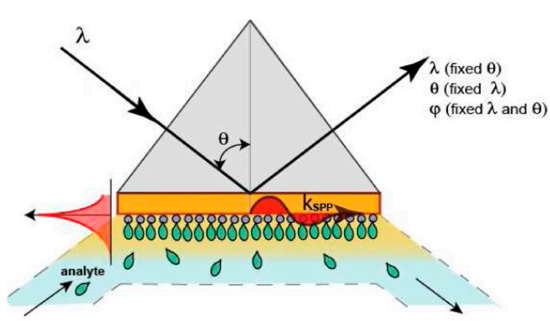 λ
λ (fixed θ)
θ (fixed λ)
φ (fixed λ and θ)
θ
kSPP
analyte